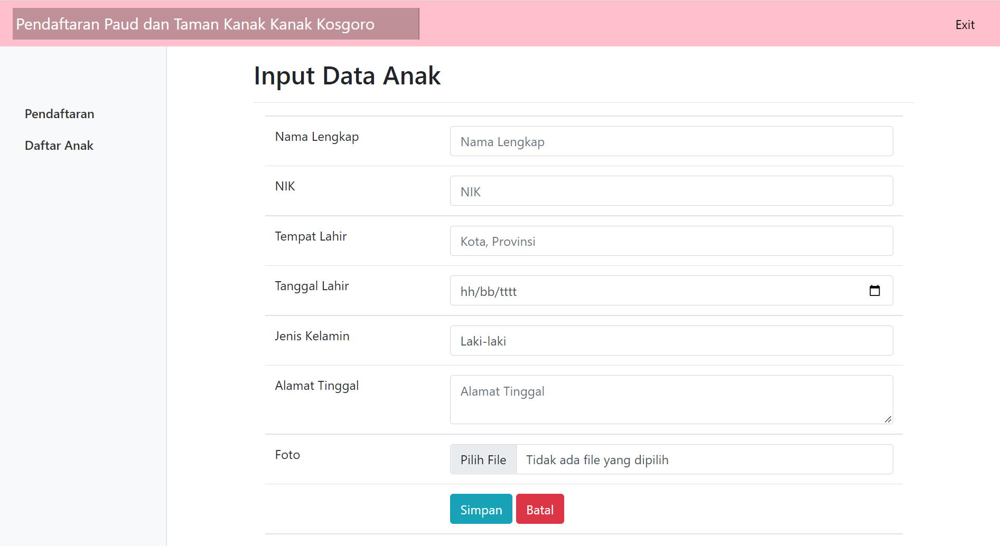 Pendaftaran Paud dan Taman Kanak Kanak Kosgoro
Exit
Pendaftaran
Daftar Anak
Input Data Anak
Nama Lengkap
Nama Lengkap
NIK
NIK
Tempat Lahir
Kota, Provinsi
Tanggal Lahir
hh/bb/tttt
Jenis Kelamin
Laki-laki
Alamat Tinggal
Alamat Tinggal
Foto
Pilih File
Tidak ada file yang dipilih
Simpan
Batal